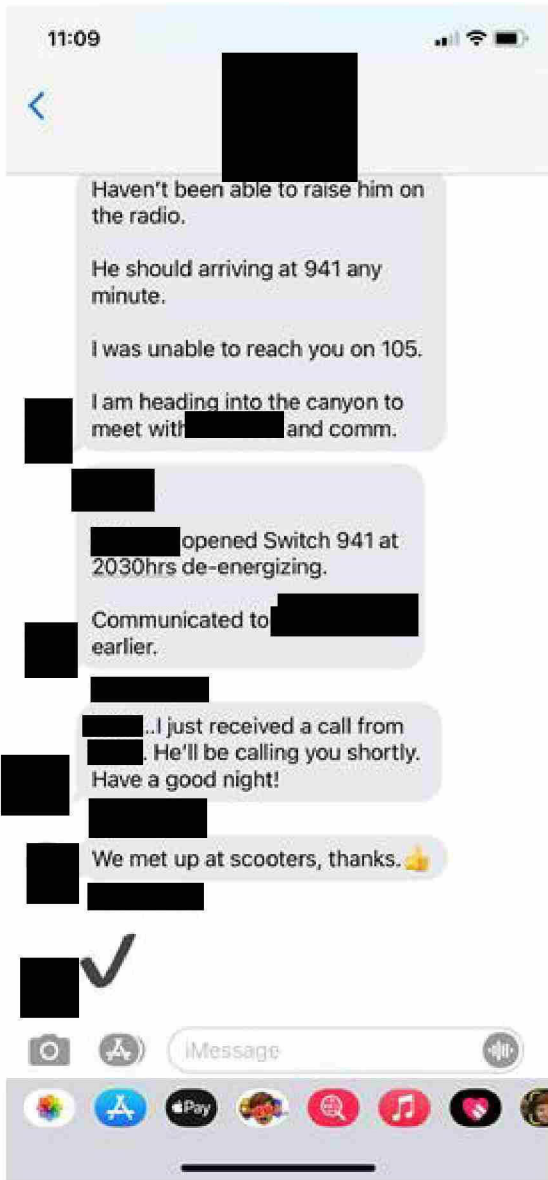 11:09
Haven't been able to raise him on
the radio.
He should arriving at 941 any
minute.
I was unable to reach you on 105.
I am heading into the canyon to
meet with and comm.
opened Switch 941 at
2030hrs de-energizing.
Communicated to
earlier.
..I just received a call from
. He'll be calling you shortly.
Have a good night!
We met up at scooters, thanks.👍
iMessage
Pay